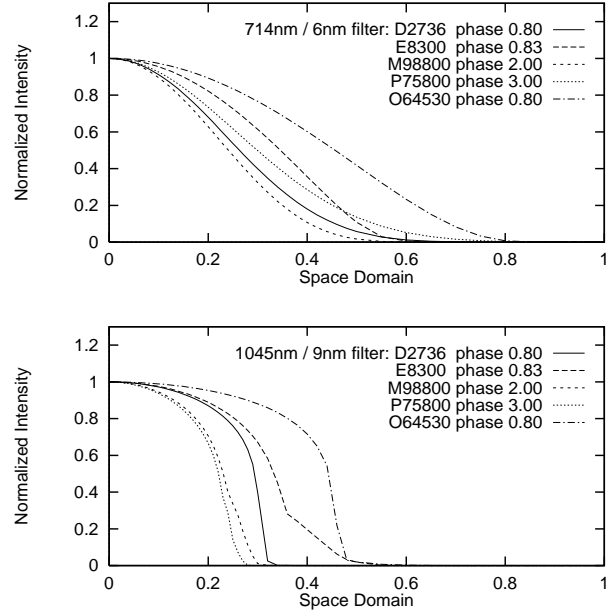 1.2
1
0.8
0.6
0.4
0.2
0
Normalized Intensity
714nm / 6nm filter: D2736 phase 0.80
E8300 phase 0.83
M98800 phase 2.00
P75800 phase 3.00
O64530 phase 0.80
0 0.2 0.4 0.6 0.8 1
Space Domain
1.2
1
0.8
0.6
0.4
0.2
0
Normalized Intensity
1045nm / 9nm filter: D2736 phase 0.80
E8300 phase 0.83
M98800 phase 2.00
P75800 phase 3.00
O64530 phase 0.80
0 0.2 0.4 0.6 0.8 1
Space Domain